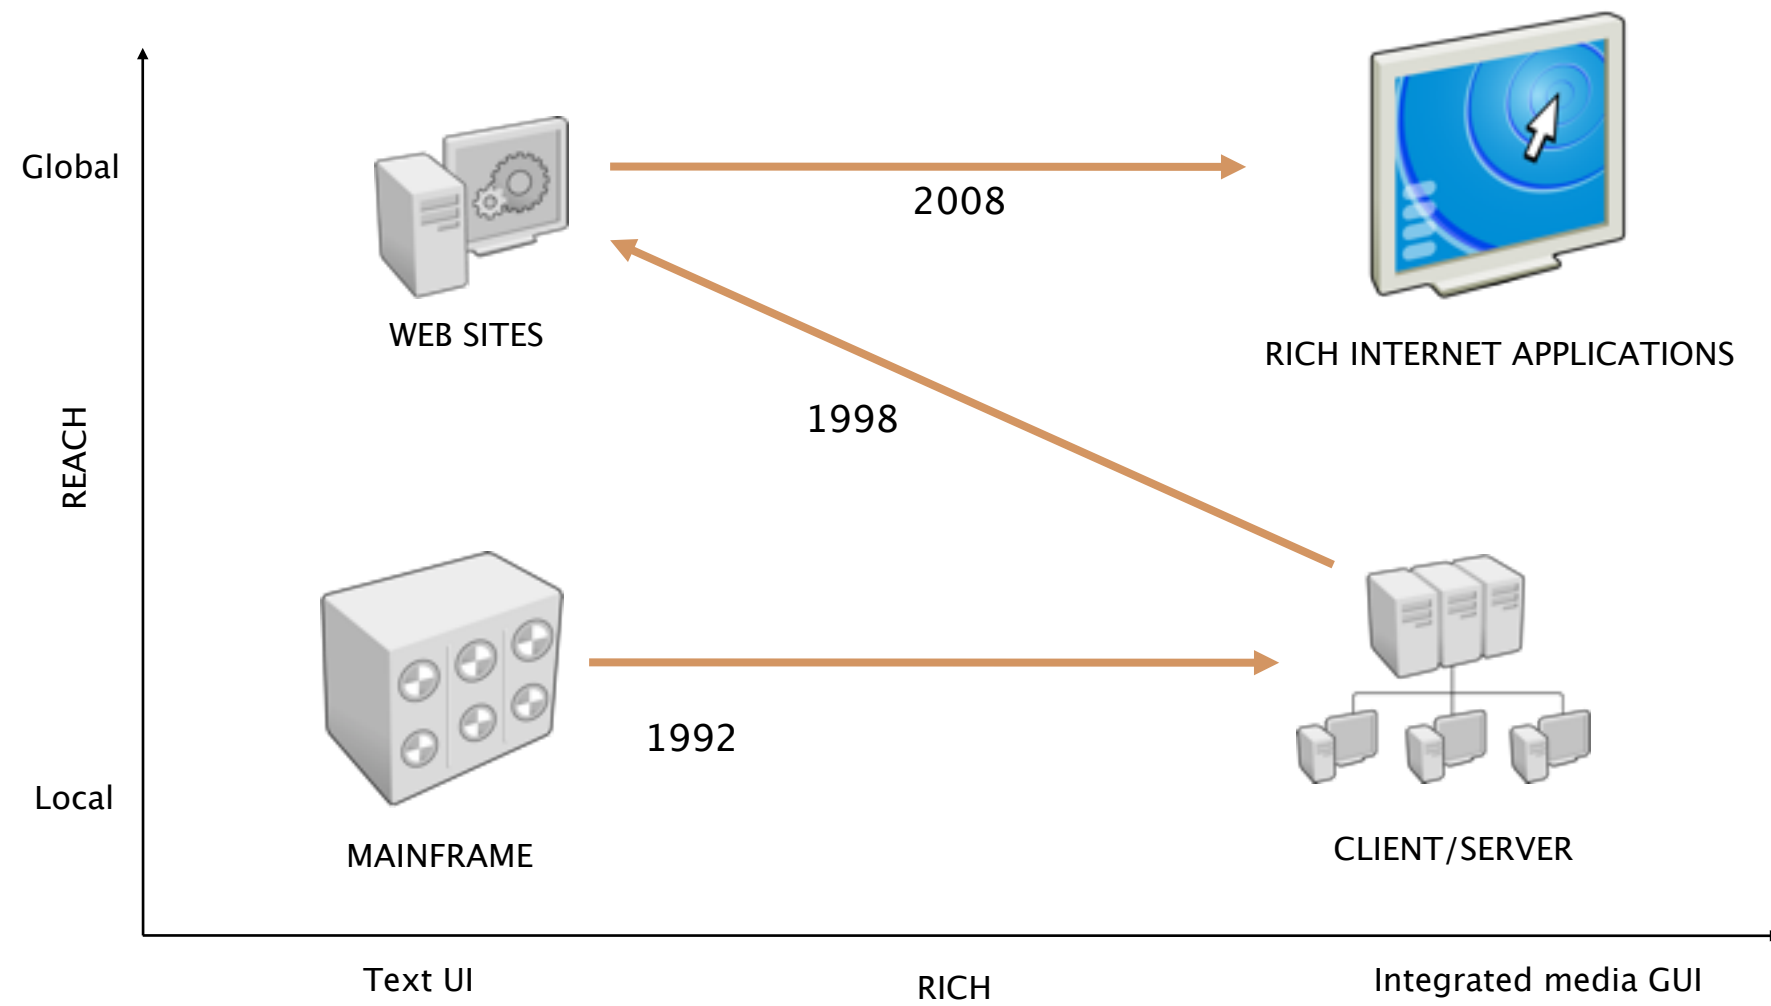 Global
2008
WEB SITES
RICH INTERNET APPLICATIONS
1998
REACH
1992
Local
MAINFRAME
CLIENT/SERVER
Text UI
RICH
Integrated media GUI